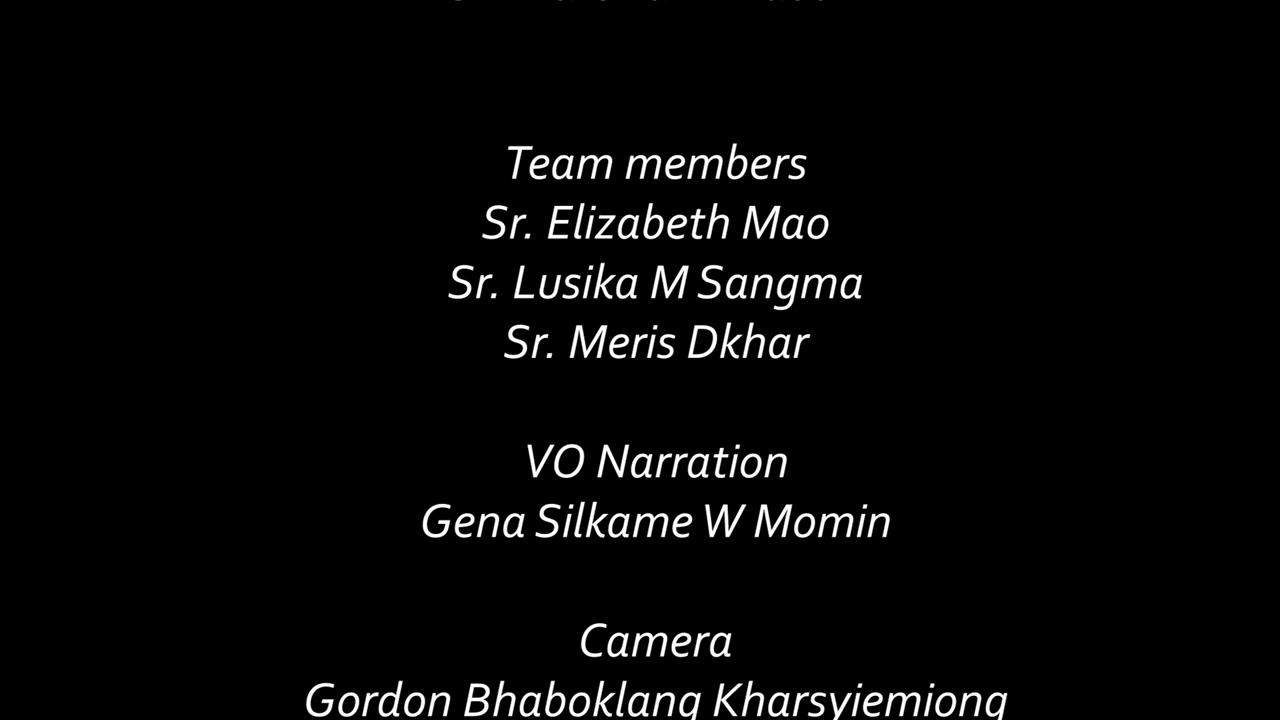 Team members
Sr. Elizabeth Mao
Sr. Lusika M Sangma
Sr. Meris Dkhar
VO Narration
Gena Silkame W Momin
Camera
Gordon Bhaboklang Kharsyiemiong